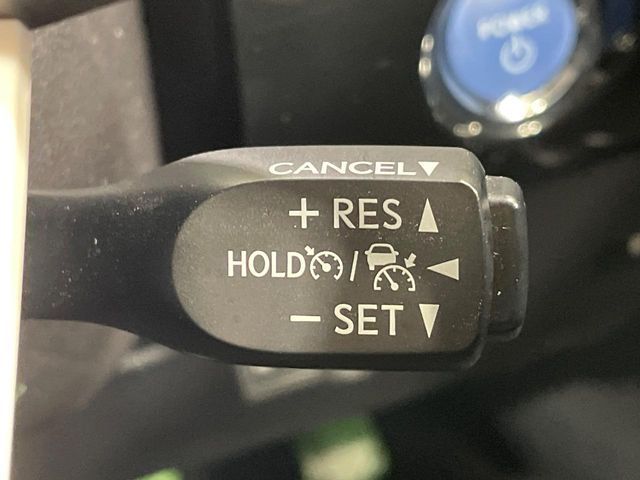 POWER
CANCEL▼
+ RES ▲
HOLD / ◀
− SET ▼